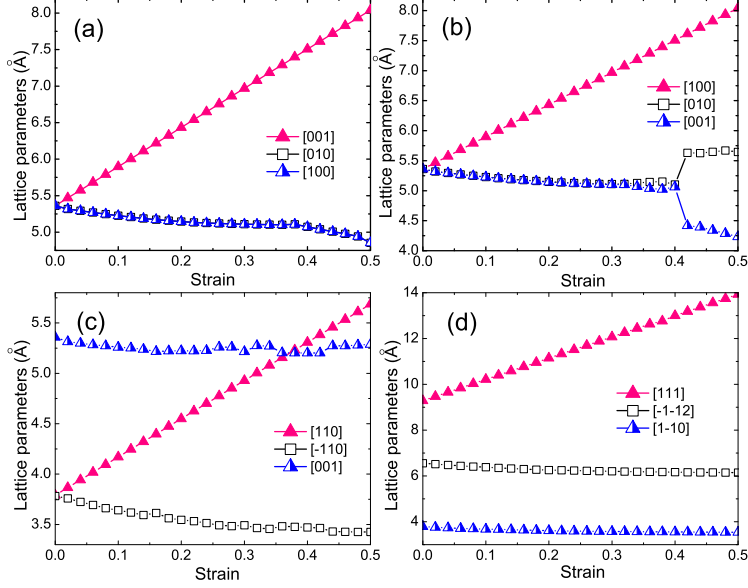 (a)
Lattice parameters (Å)
8.0
7.5
7.0
6.5
6.0
5.5
5.0
[001]
[010]
[100]
0.0 0.1 0.2 0.3 0.4 0.5
Strain
(b)
Lattice parameters (Å)
8.0
7.5
7.0
6.5
6.0
5.5
5.0
4.5
4.0
[100]
[010]
[001]
0.0 0.1 0.2 0.3 0.4 0.5
Strain
(c)
Lattice parameters (Å)
5.5
5.0
4.5
4.0
3.5
[110]
[-110]
[001]
0.0 0.1 0.2 0.3 0.4 0.5
Strain
(d)
Lattice parameters (Å)
14
12
10
8
6
4
[111]
[-1-12]
[1-10]
0.0 0.1 0.2 0.3 0.4 0.5
Strain